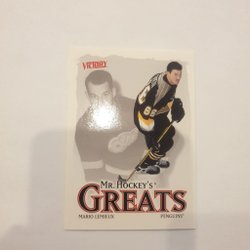 VICTORY
MR. HOCKEY'S
GREATS
MARIO LEMIEUX PENGUINS